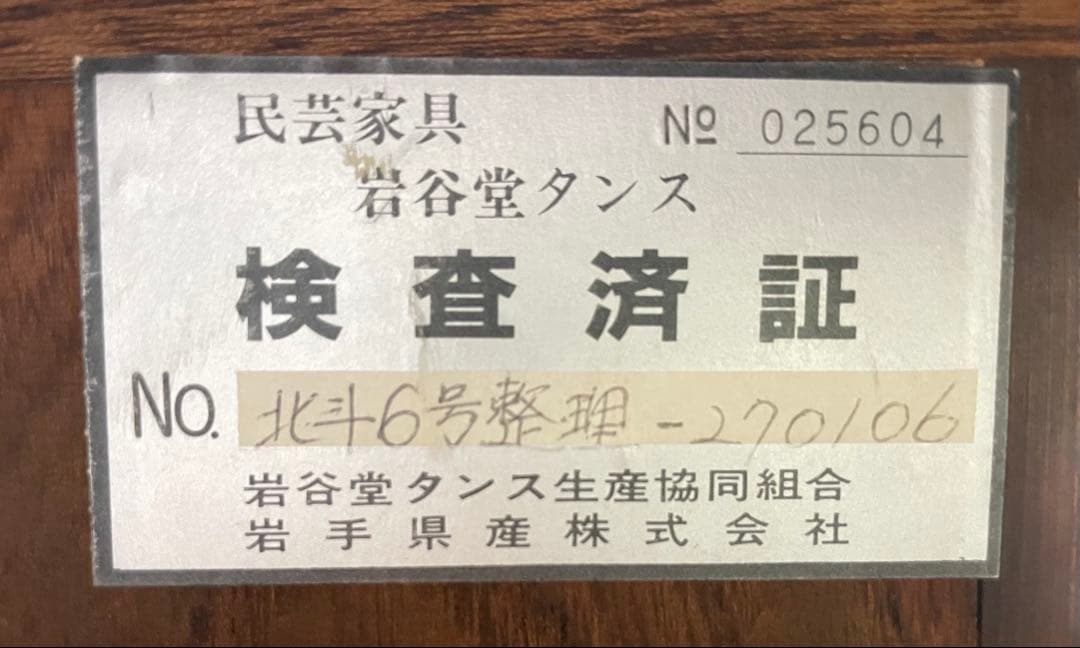 民芸家具 № 025604
岩谷堂タンス
検査済証
No. 北斗6号整理-270106
岩谷堂タンス生産協同組合
岩手県産株式会社